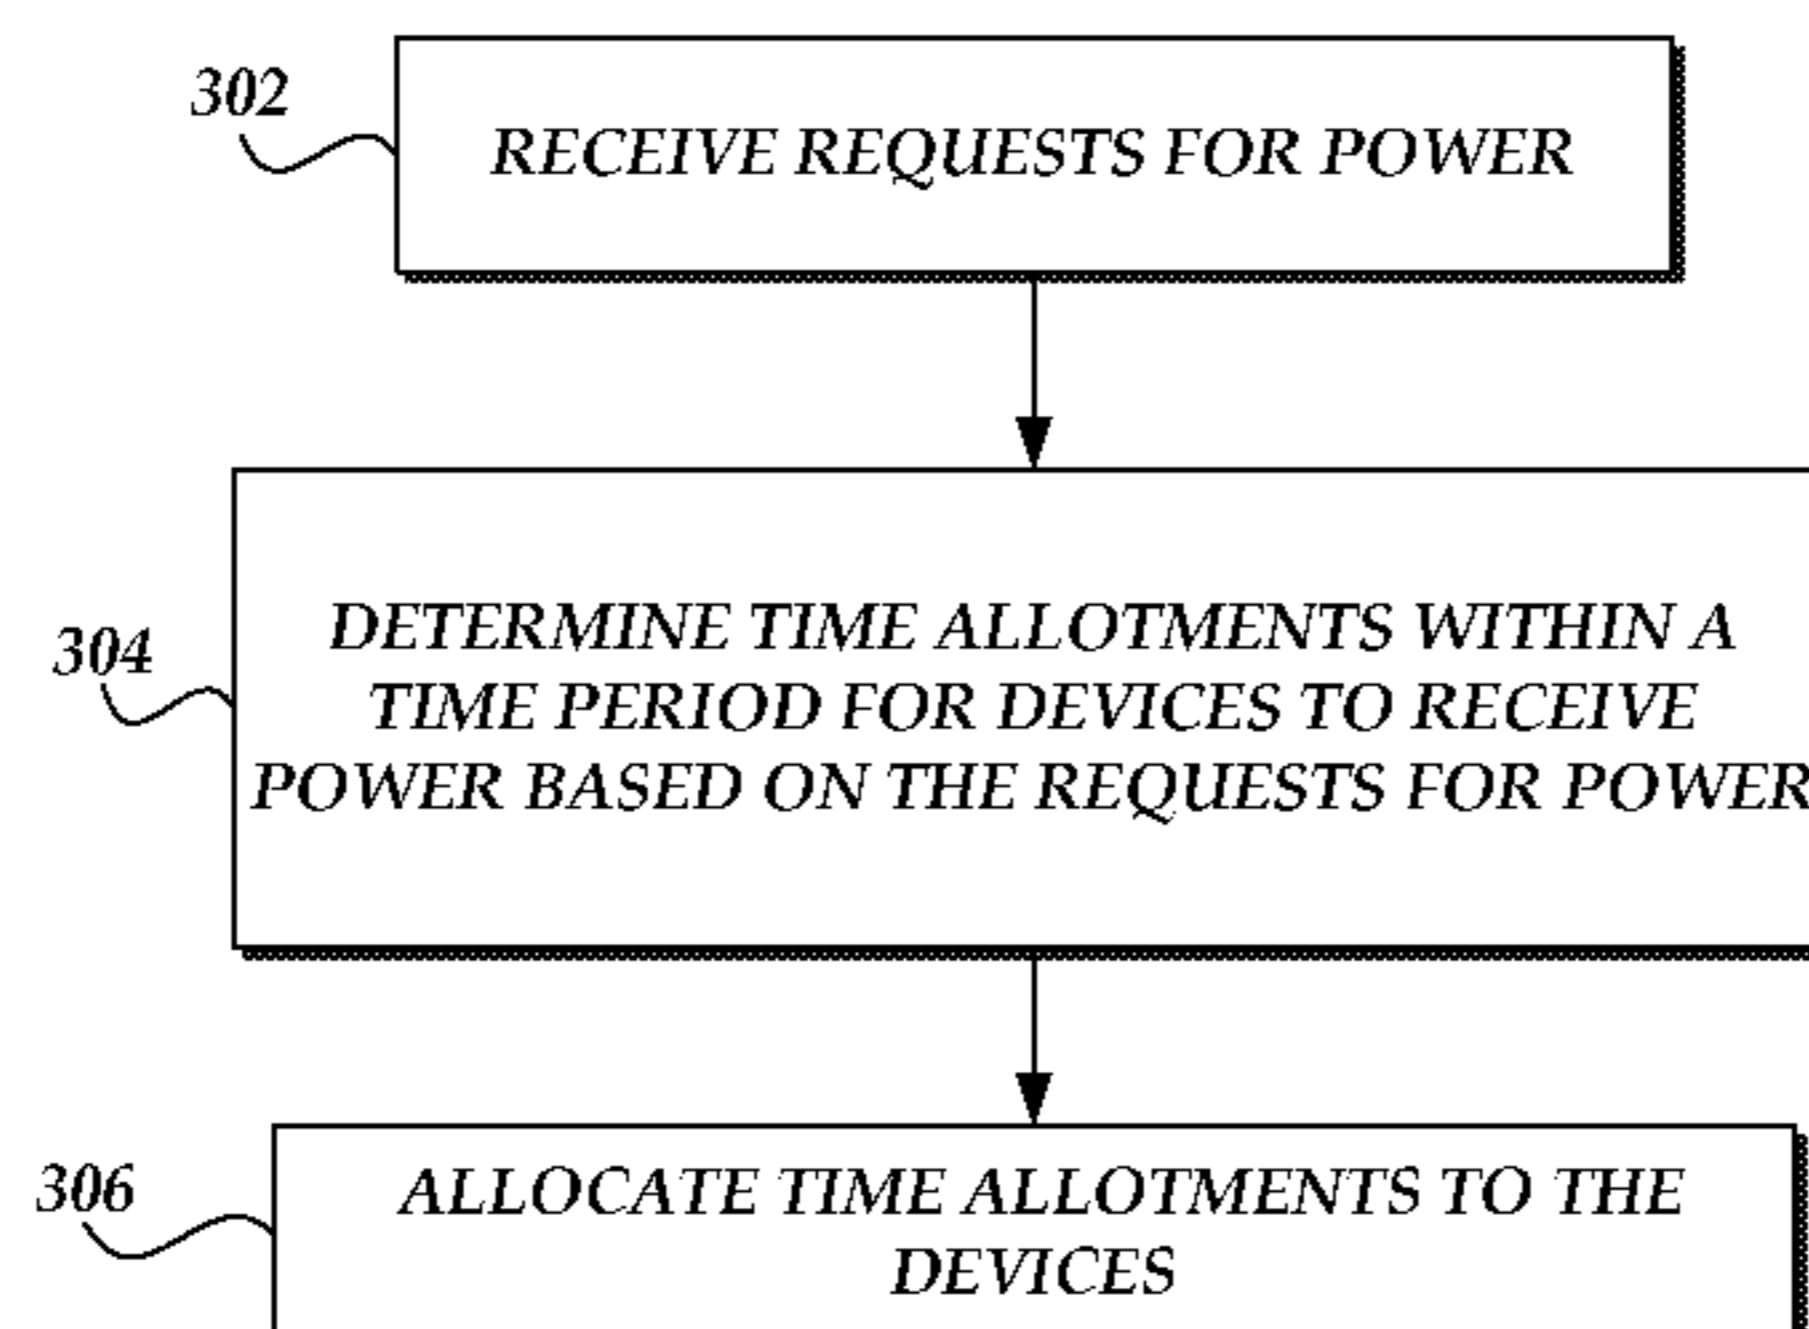 302
RECEIVE REQUESTS FOR POWER
304
DETERMINE TIME ALLOTMENTS WITHIN A
TIME PERIOD FOR DEVICES TO RECEIVE
POWER BASED ON THE REQUESTS FOR POWER
306
ALLOCATE TIME ALLOTMENTS TO THE
DEVICES